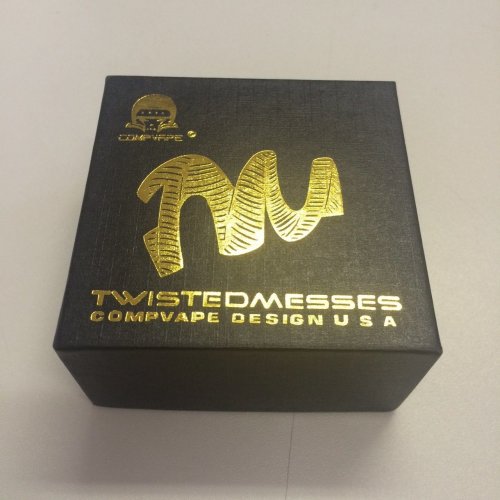 COMPVAPE
TWISTEDMESSES
COMPVAPE DESIGN USA